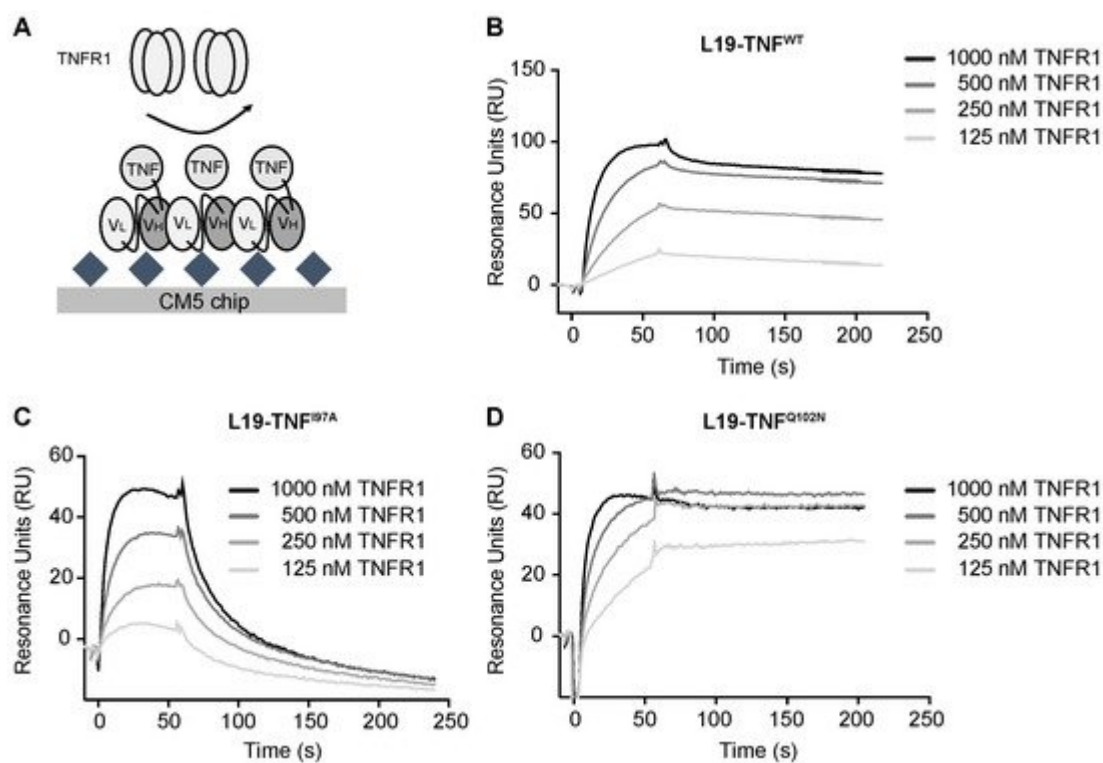 A
TNFR1
TNF TNF TNF
VL VH VL VH VL VH
CM5 chip
B
L19-TNFWT
Resonance Units (RU)
150
100
50
0
0 50 100 150 200 250
Time (s)
1000 nM TNFR1
500 nM TNFR1
250 nM TNFR1
125 nM TNFR1
C
L19-TNFI97A
Resonance Units (RU)
60
40
20
0
0 50 100 150 200 250
Time (s)
1000 nM TNFR1
500 nM TNFR1
250 nM TNFR1
125 nM TNFR1
D
L19-TNFQ102N
Resonance Units (RU)
60
40
20
0
0 50 100 150 200 250
Time (s)
1000 nM TNFR1
500 nM TNFR1
250 nM TNFR1
125 nM TNFR1